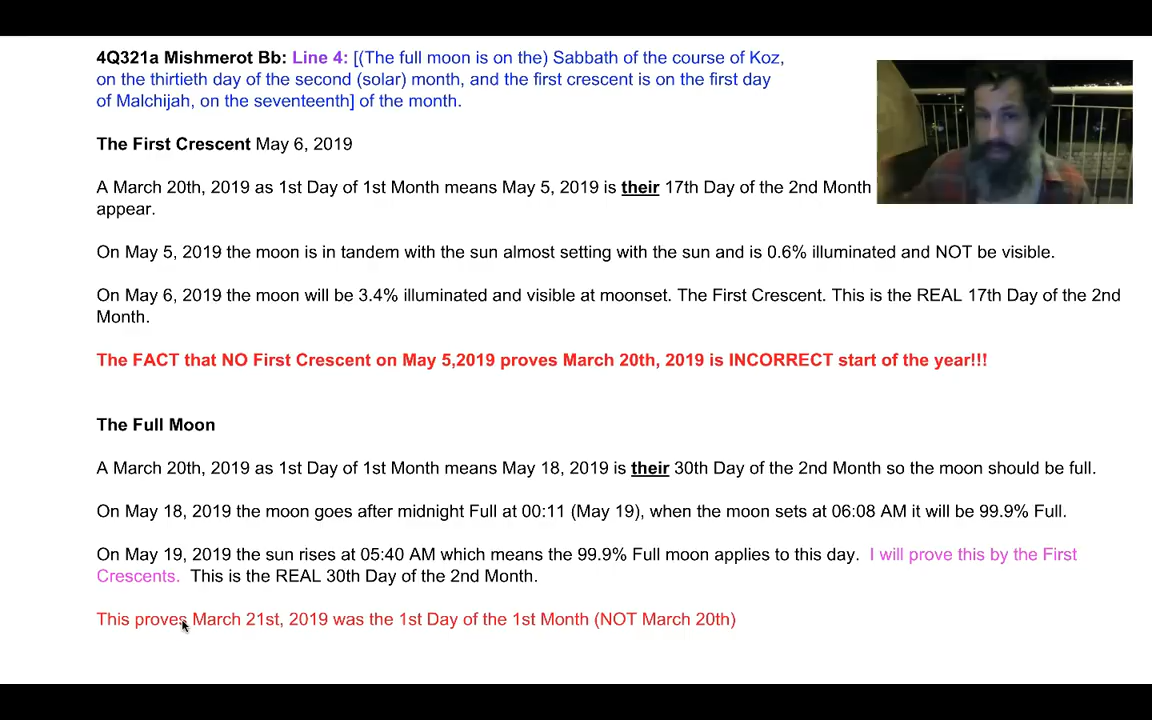 4Q321a Mishmerot Bb: Line 4: [(The full moon is on the) Sabbath of the course of Koz,
on the thirtieth day of the second (solar) month, and the first crescent is on the first day
of Malchijah, on the seventeenth] of the month.
The First Crescent May 6, 2019
A March 20th, 2019 as 1st Day of 1st Month means May 5, 2019 is their 17th Day of the 2nd Month
appear.
On May 5, 2019 the moon is in tandem with the sun almost setting with the sun and is 0.6% illuminated and NOT be visible.
On May 6, 2019 the moon will be 3.4% illuminated and visible at moonset. The First Crescent. This is the REAL 17th Day of the 2nd
Month.
The FACT that NO First Crescent on May 5,2019 proves March 20th, 2019 is INCORRECT start of the year!!!
The Full Moon
A March 20th, 2019 as 1st Day of 1st Month means May 18, 2019 is their 30th Day of the 2nd Month so the moon should be full.
On May 18, 2019 the moon goes after midnight Full at 00:11 (May 19), when the moon sets at 06:08 AM it will be 99.9% Full.
On May 19, 2019 the sun rises at 05:40 AM which means the 99.9% Full moon applies to this day. I will prove this by the First
Crescents. This is the REAL 30th Day of the 2nd Month.
This proves March 21st, 2019 was the 1st Day of the 1st Month (NOT March 20th)